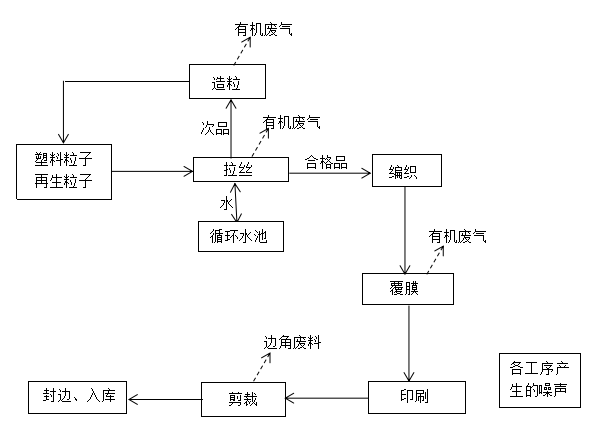 有机废气
造粒
次品
有机废气
塑料粒子
再生粒子
拉丝
合格品
编织
水
循环水池
有机废气
覆膜
边角废料
各工序产
生的噪声
封边、入库
剪裁
印刷